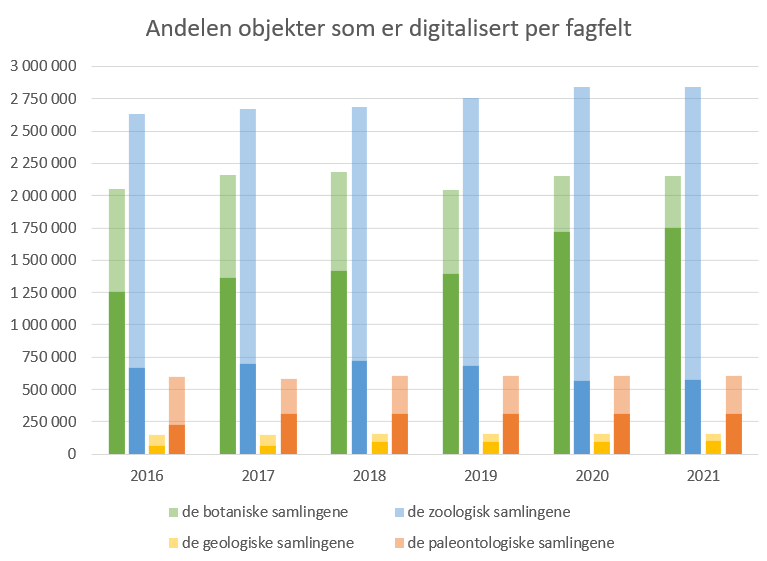 Andelen objekter som er digitalisert per fagfelt
3 000 000
2 750 000
2 500 000
2 250 000
2 000 000
1 750 000
1 500 000
1 250 000
1 000 000
750 000
500 000
250 000
0
2016 2017 2018 2019 2020 2021
de botaniske samlingene de zoologisk samlingene
de geologiske samlingene de paleontologiske samlingene